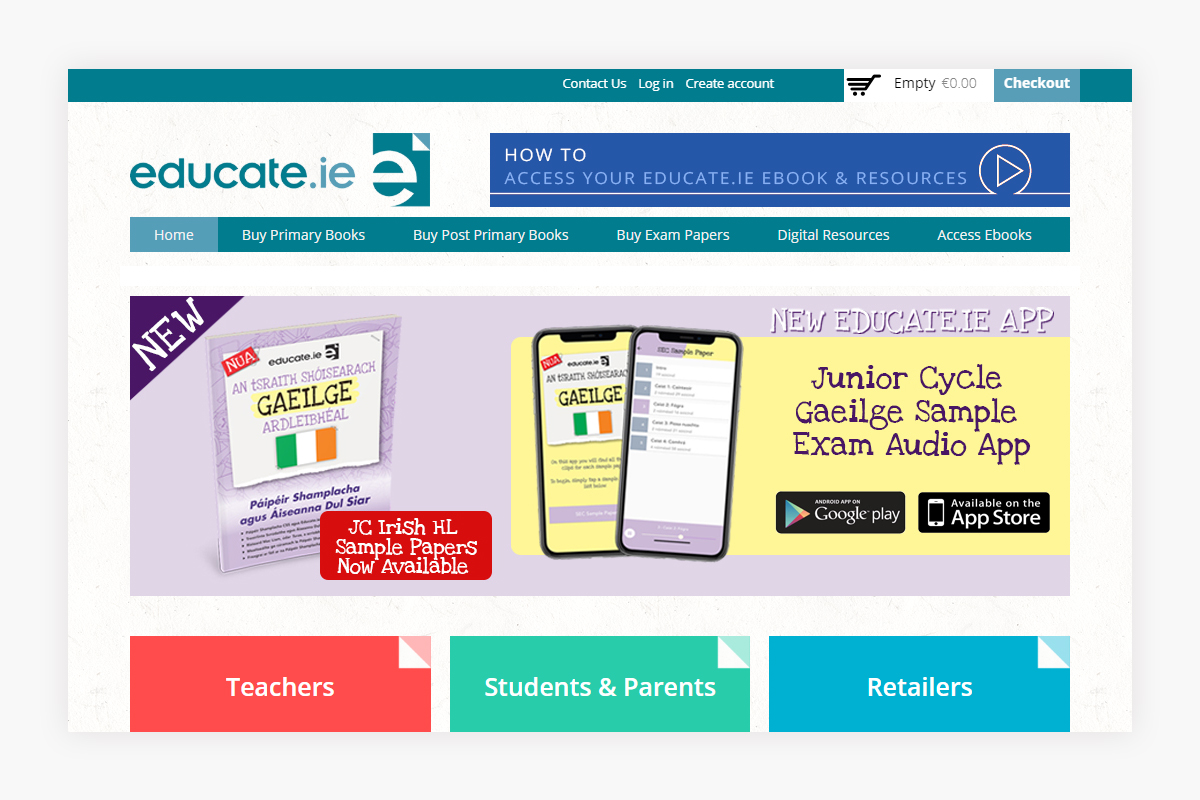 Contact Us Log in Create account Empty €0.00 Checkout
educate.ie e
HOW TO
ACCESS YOUR EDUCATE.IE EBOOK & RESOURCES
Home Buy Primary Books Buy Post Primary Books Buy Exam Papers Digital Resources Access Ebooks
NEW
NUA
educate.ie
AN tSRAITH SHÓISEARACH
GAEILGE
ARDLEIBHÉAL
Páipéir Shamplacha
agus Áiseanna Dul Siar
JC Irish HL
Sample Papers
Now Available
NUA
educate.ie
AN tSRAITH SHÓISEARACH
GAEILGE
SEC Sample Paper
NEW EDUCATE.IE APP
Junior Cycle
Gaeilge Sample
Exam Audio App
ANDROID APP ON
Google play
Available on the
App Store
Teachers
Students & Parents
Retailers